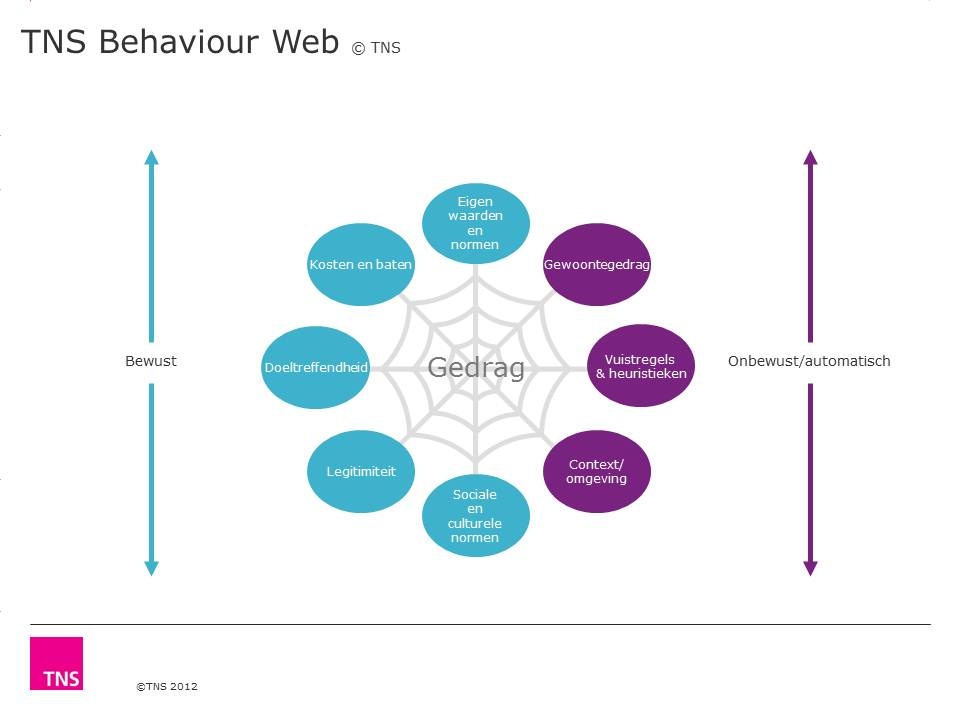 TNS Behaviour Web © TNS
Eigen
waarden
en
normen
Kosten en baten
Gewoontegedrag
Bewust
Doeltreffendheid
Gedrag
Vuistregels
& heuristieken
Onbewust/automatisch
Legitimiteit
Context/
omgeving
Sociale
en
culturele
normen
TNS
©TNS 2012